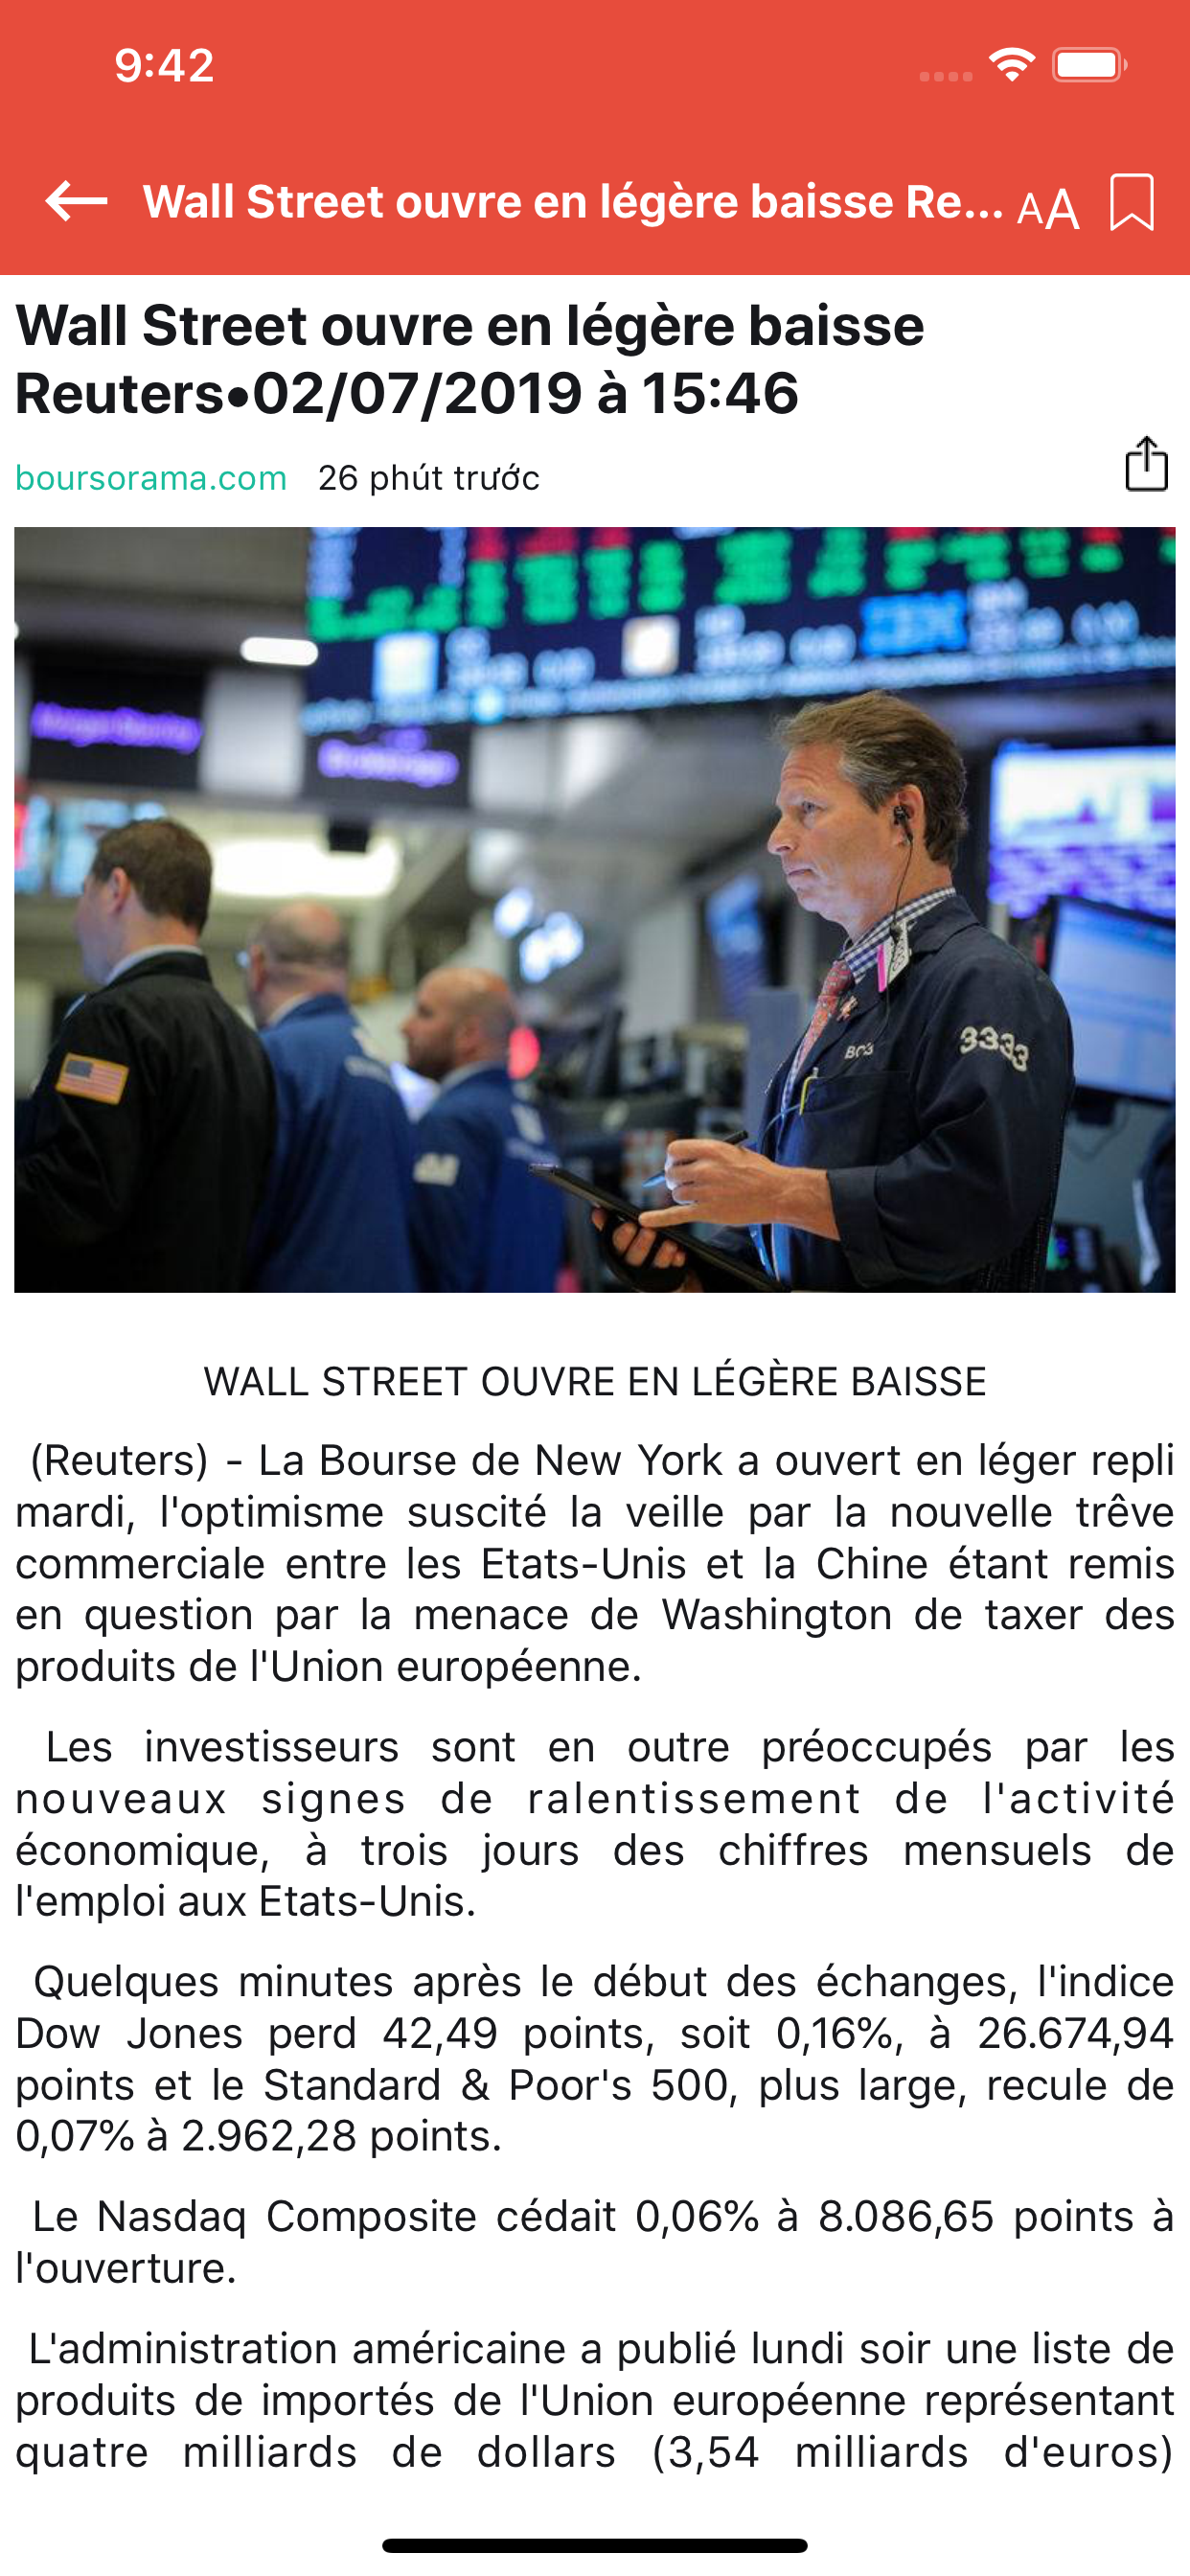 9:42
Wall Street ouvre en légère baisse Re... AA
Wall Street ouvre en légère baisse
Reuters•02/07/2019 à 15:46
boursorama.com 26 phút trước
IBM
3333
WALL STREET OUVRE EN LÉGÈRE BAISSE
(Reuters) - La Bourse de New York a ouvert en léger repli
mardi, l'optimisme suscité la veille par la nouvelle trêve
commerciale entre les Etats-Unis et la Chine étant remis
en question par la menace de Washington de taxer des
produits de l'Union européenne.
Les investisseurs sont en outre préoccupés par les
nouveaux signes de ralentissement de l'activité
économique, à trois jours des chiffres mensuels de
l'emploi aux Etats-Unis.
Quelques minutes après le début des échanges, l'indice
Dow Jones perd 42,49 points, soit 0,16%, à 26.674,94
points et le Standard & Poor's 500, plus large, recule de
0,07% à 2.962,28 points.
Le Nasdaq Composite cédait 0,06% à 8.086,65 points à
l'ouverture.
L'administration américaine a publié lundi soir une liste de
produits de importés de l'Union européenne représentant
quatre milliards de dollars (3,54 milliards d'euros)